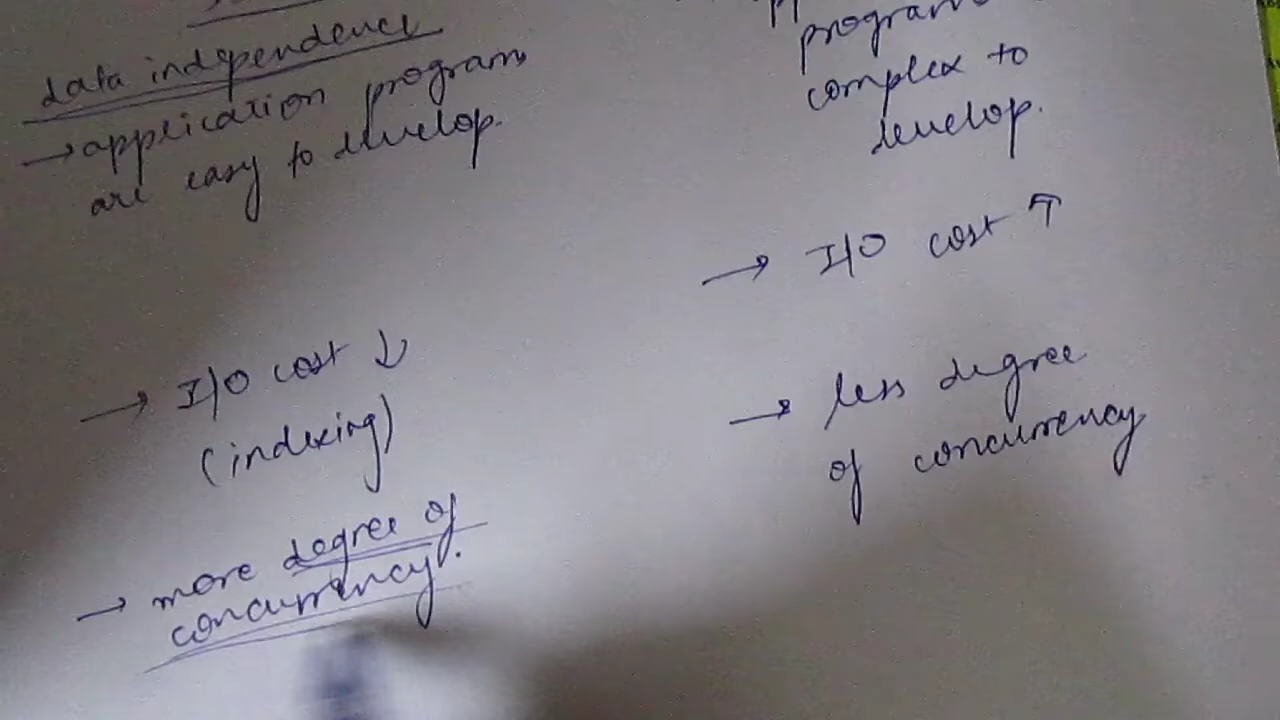 data independence
→ application programs
are easy to develop.
→ I/O cost ↓
(indexing)
→ more degree of
concurrency.
program
complex to
develop.
→ I/O cost ↑
→ less degree
of concurrency